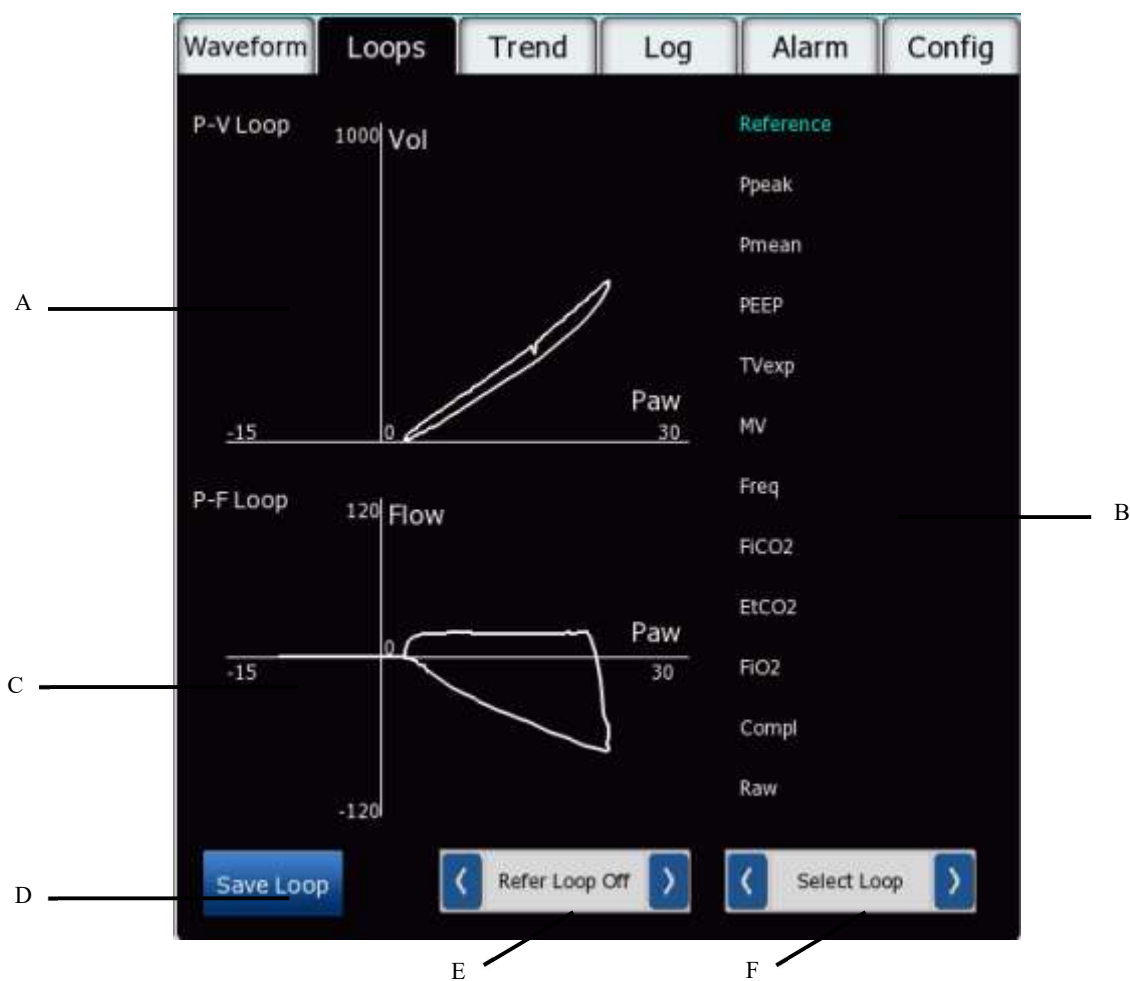 Waveform Loops Trend Log Alarm Config
P-V Loop
1000 Vol
Paw
-15 0 30
P-F Loop
120 Flow
0 Paw
-15 30
-120
Reference
Ppeak
Pmean
PEEP
TVexp
MV
Freq
FiCO2
EtCO2
FiO2
Compl
Raw
Save Loop
Refer Loop Off
Select Loop
A
B
C
D
E
F